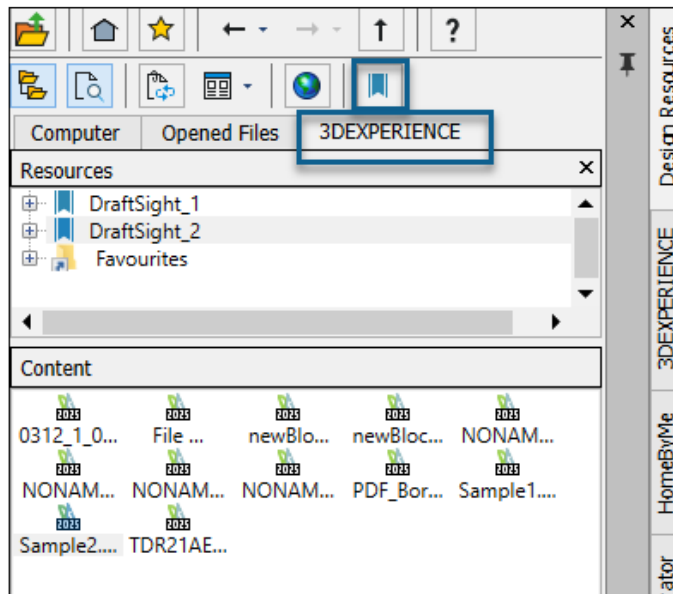 ?
Computer Opened Files 3DEXPERIENCE
Resources
DraftSight_1
DraftSight_2
Favourites
Content
2025 2025 2025 2025 2025
0312_1_0... File ... newBlo... newBloc... NONAM...
2025 2025 2025 2025 2025
NONAM... NONAM... NONAM... PDF_Bor... Sample1....
2025 2025
Sample2.... TDR21AE...
Design Resources
3DEXPERIENCE
HomeByMe